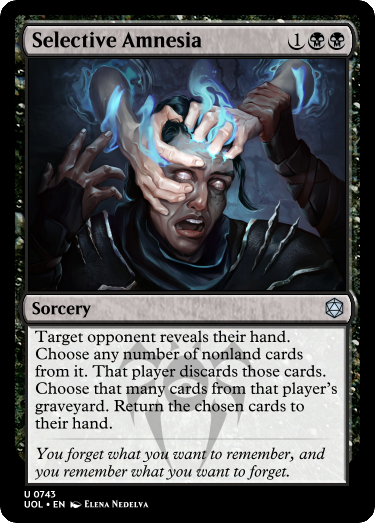 Selective Amnesia 1
Sorcery
Target opponent reveals their hand.
Choose any number of nonland cards
from it. That player discards those cards.
Choose that many cards from that player's
graveyard. Return the chosen cards to
their hand.
You forget what you want to remember, and
you remember what you want to forget.
U 0743
UOL • EN Elena Nedelva